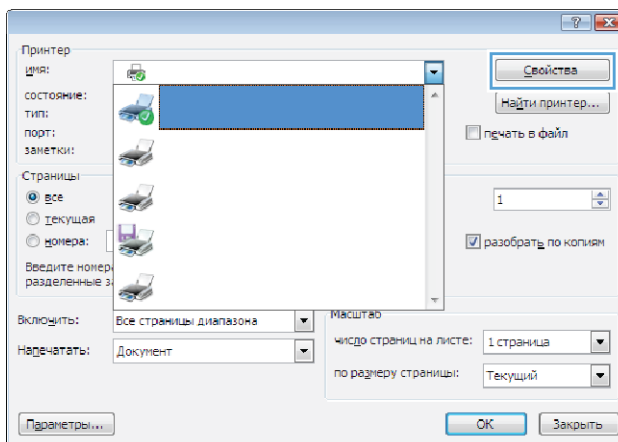 Принтер
имя:
Свойства
состояние:
Найти принтер...
тип:
порт:
печать в файл
заметки:
Страницы
все
1
текущая
номера:
разобрать по копиям
Введите
разделенные
Включить:
Все страницы диапазона
Масштаб
число страниц на листе:
1 страница
Напечатать:
Документ
по размеру страницы:
Текущий
Параметры...
OK
Закрыть